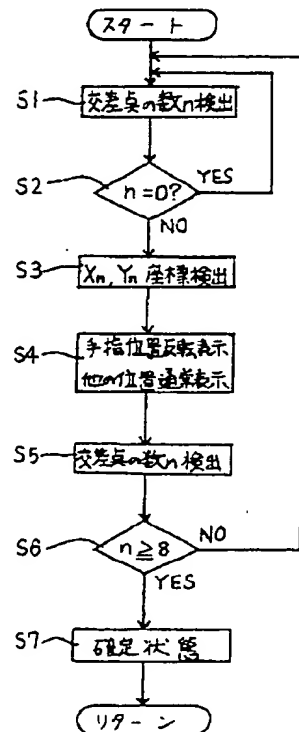 スタート
S1 交差点の数n検出
S2 n=0? YES
NO
S3 Xn, Yn 座標検出
S4 手指位置反転表示
他の位置通常表示
S5 交差点の数n検出
S6 n≧8 NO
YES
S7 確定状態
リターン